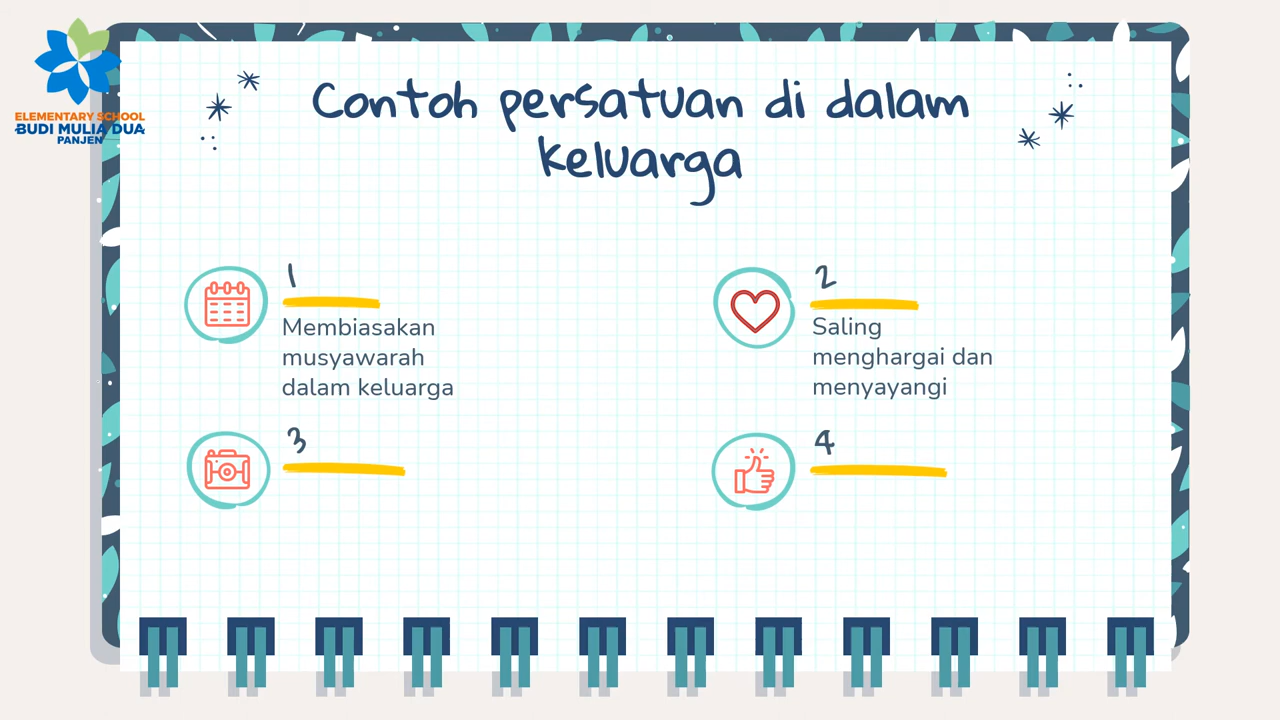 ELEMENTARY SCHOOL
BUDI MULIA DUA
PANJEN
Contoh persatuan di dalam
keluarga
1
Membiasakan
musyawarah
dalam keluarga
2
Saling
menghargai dan
menyayangi
3
4